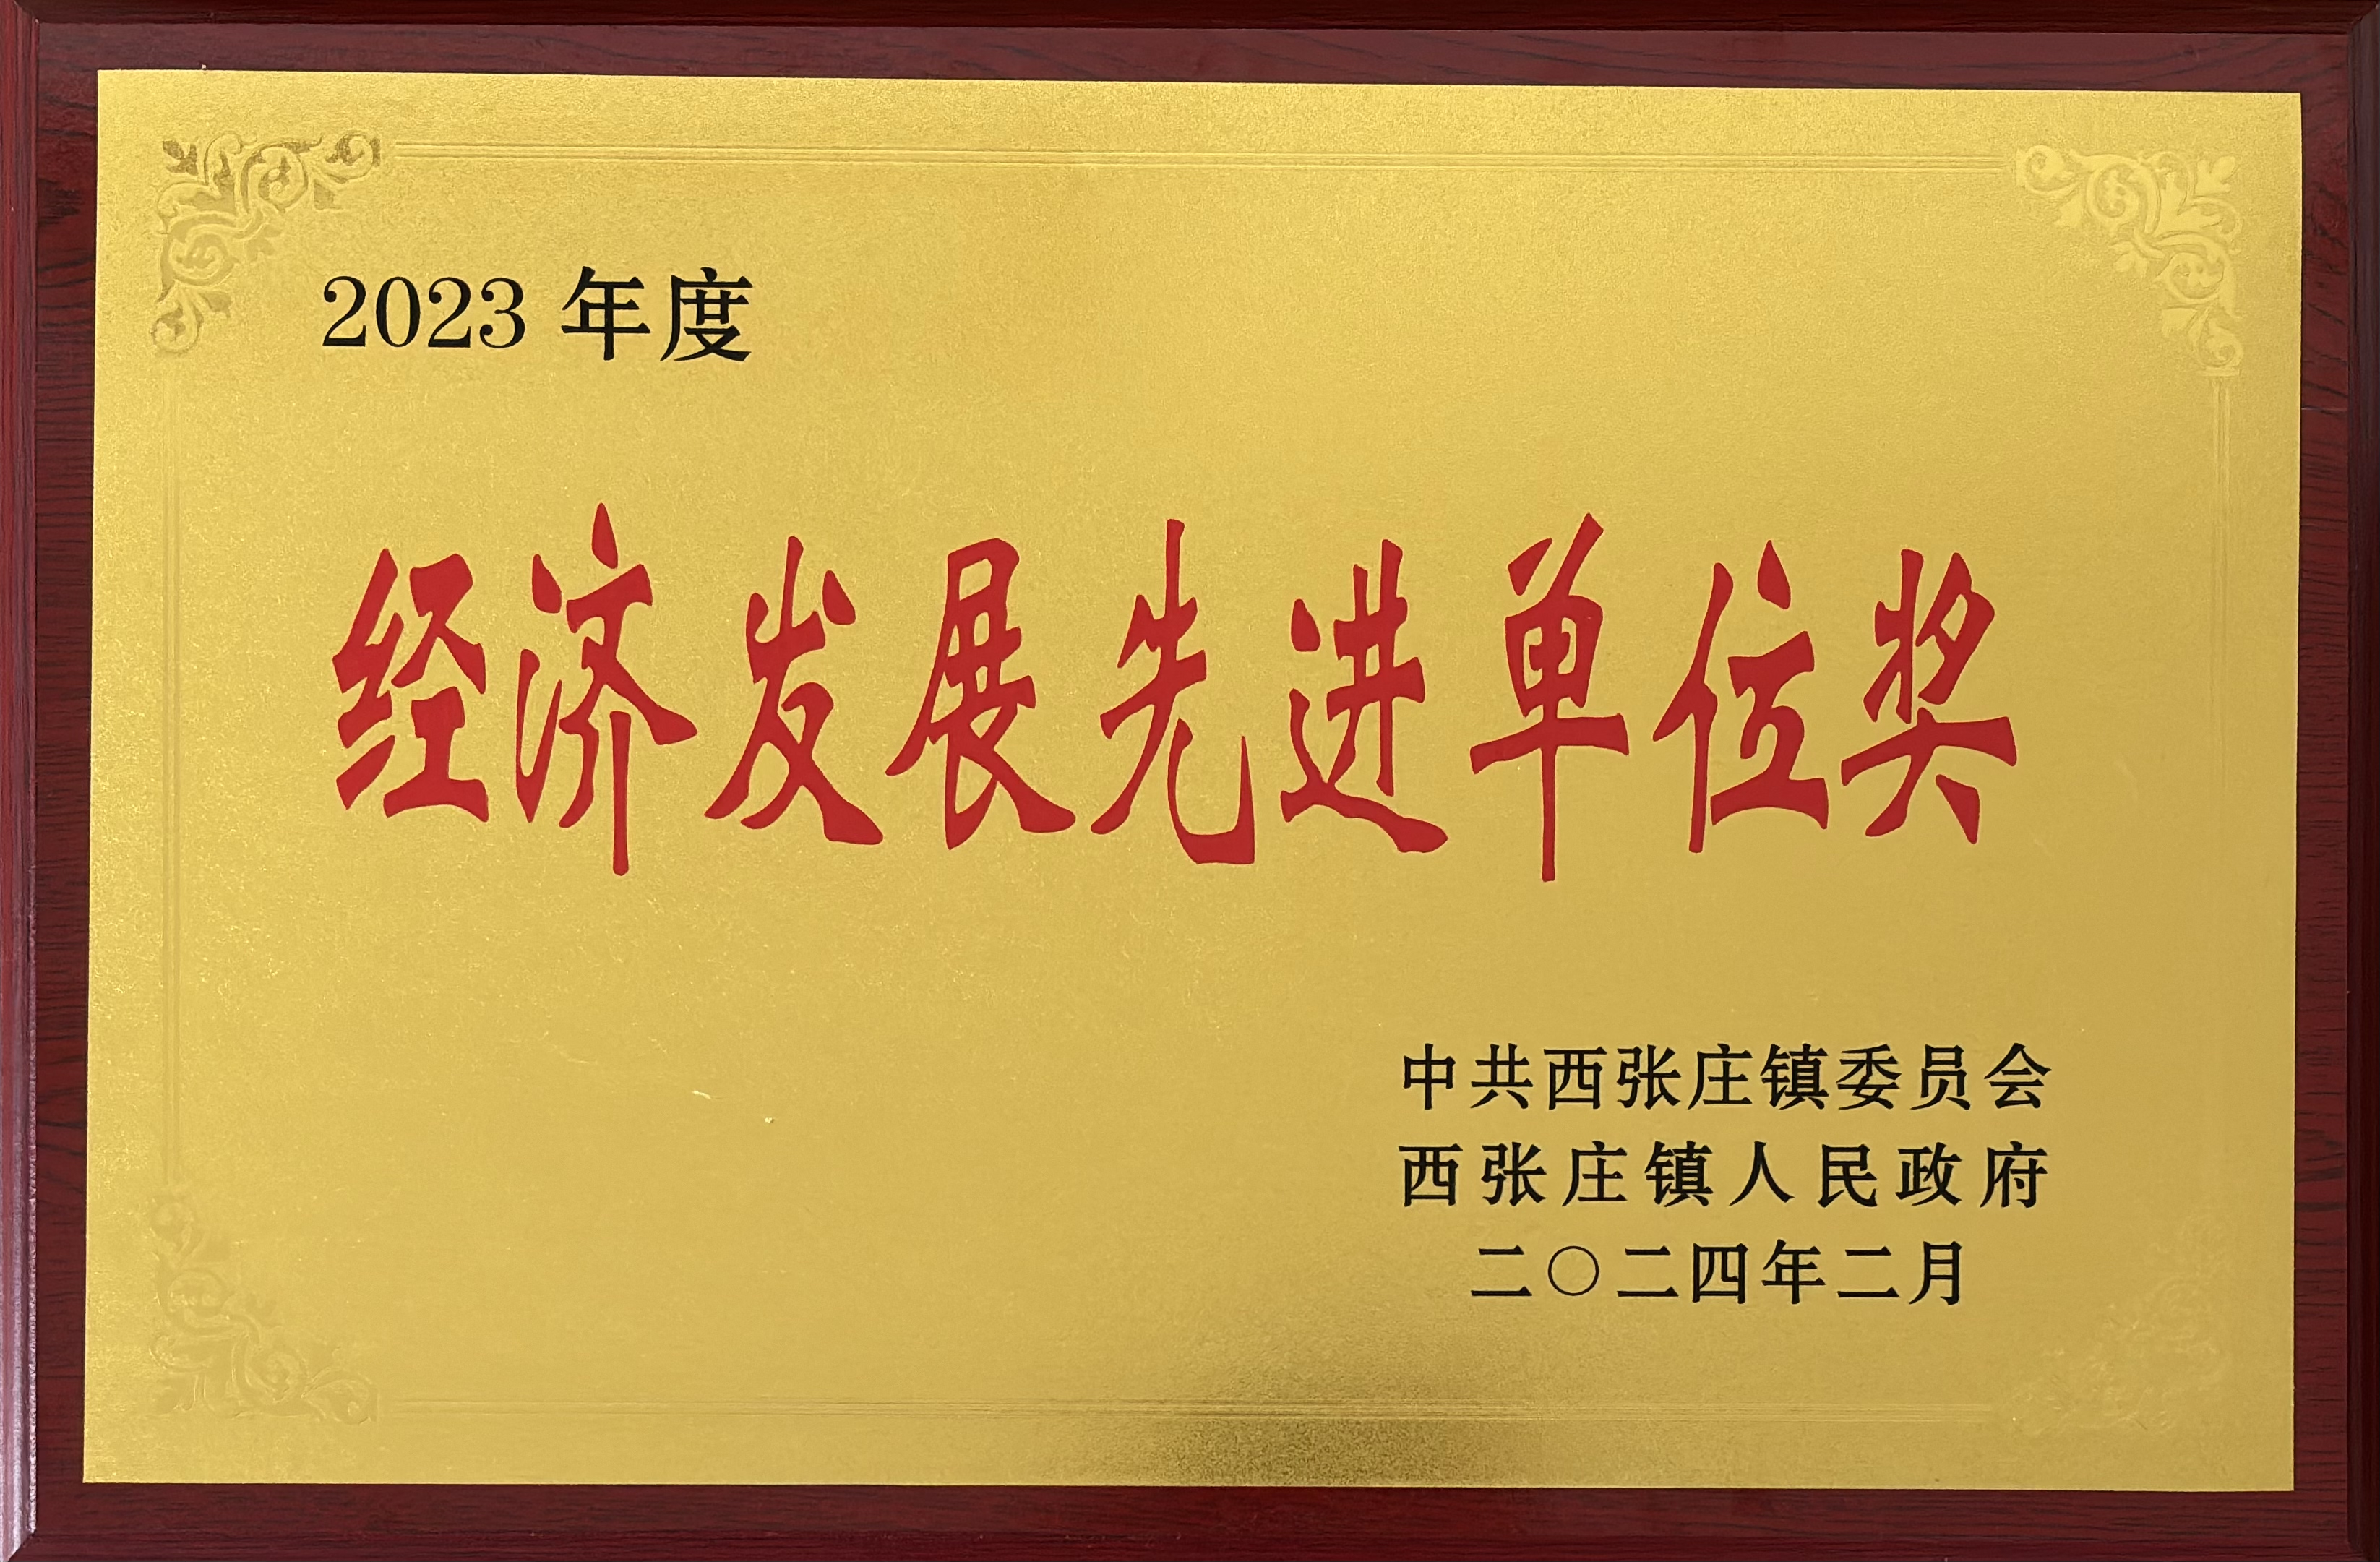 2023 年度
经济发展先进单位奖
中共西张庄镇委员会
西张庄镇人民政府
二〇二四年二月